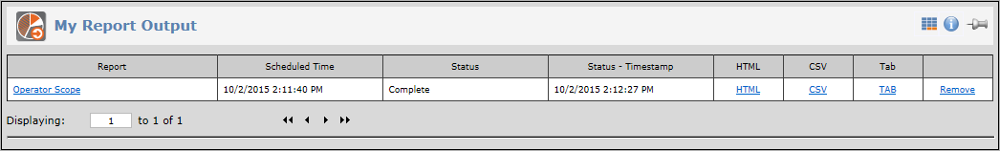 My Report Output
Report Scheduled Time Status Status - Timestamp HTML CSV Tab
Operator Scope 10/2/2015 2:11:40 PM Complete 10/2/2015 2:12:27 PM HTML CSV TAB Remove
Displaying: 1 to 1 of 1